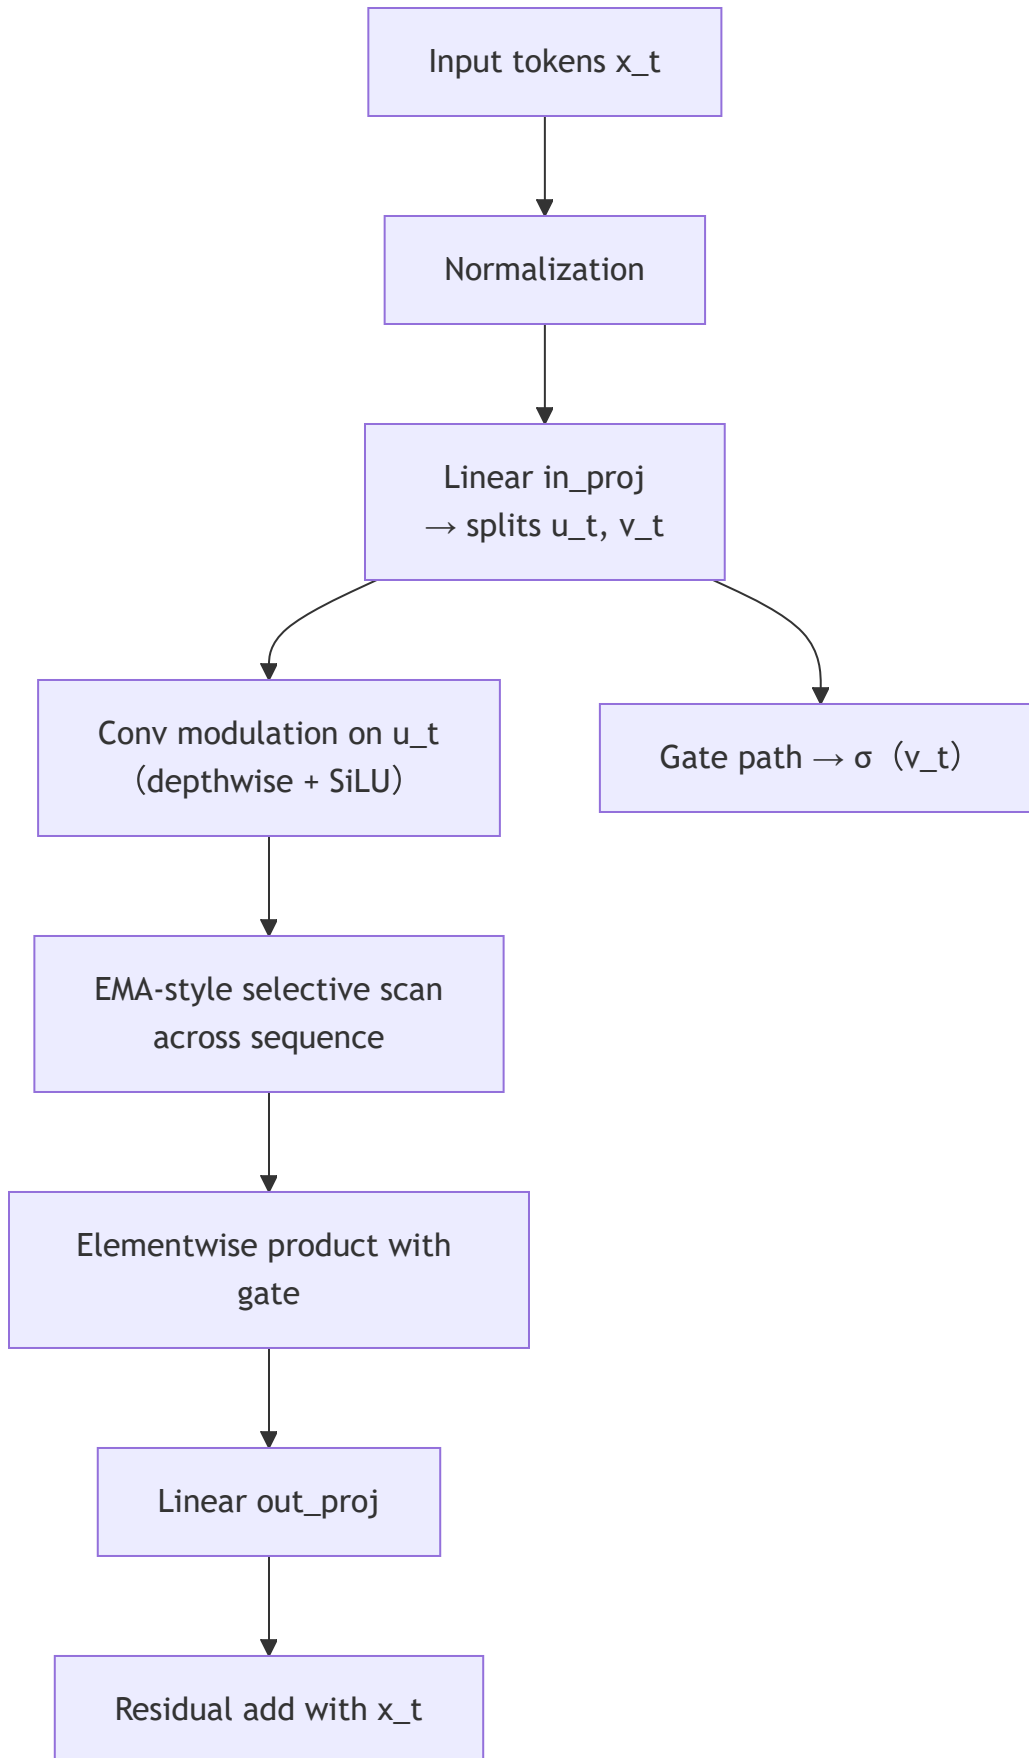 Input tokens x_t
Normalization
Linear in_proj
→ splits u_t, v_t
Conv modulation on u_t
（depthwise + SiLU）
Gate path → σ（v_t）
EMA-style selective scan
across sequence
Elementwise product with
gate
Linear out_proj
Residual add with x_t